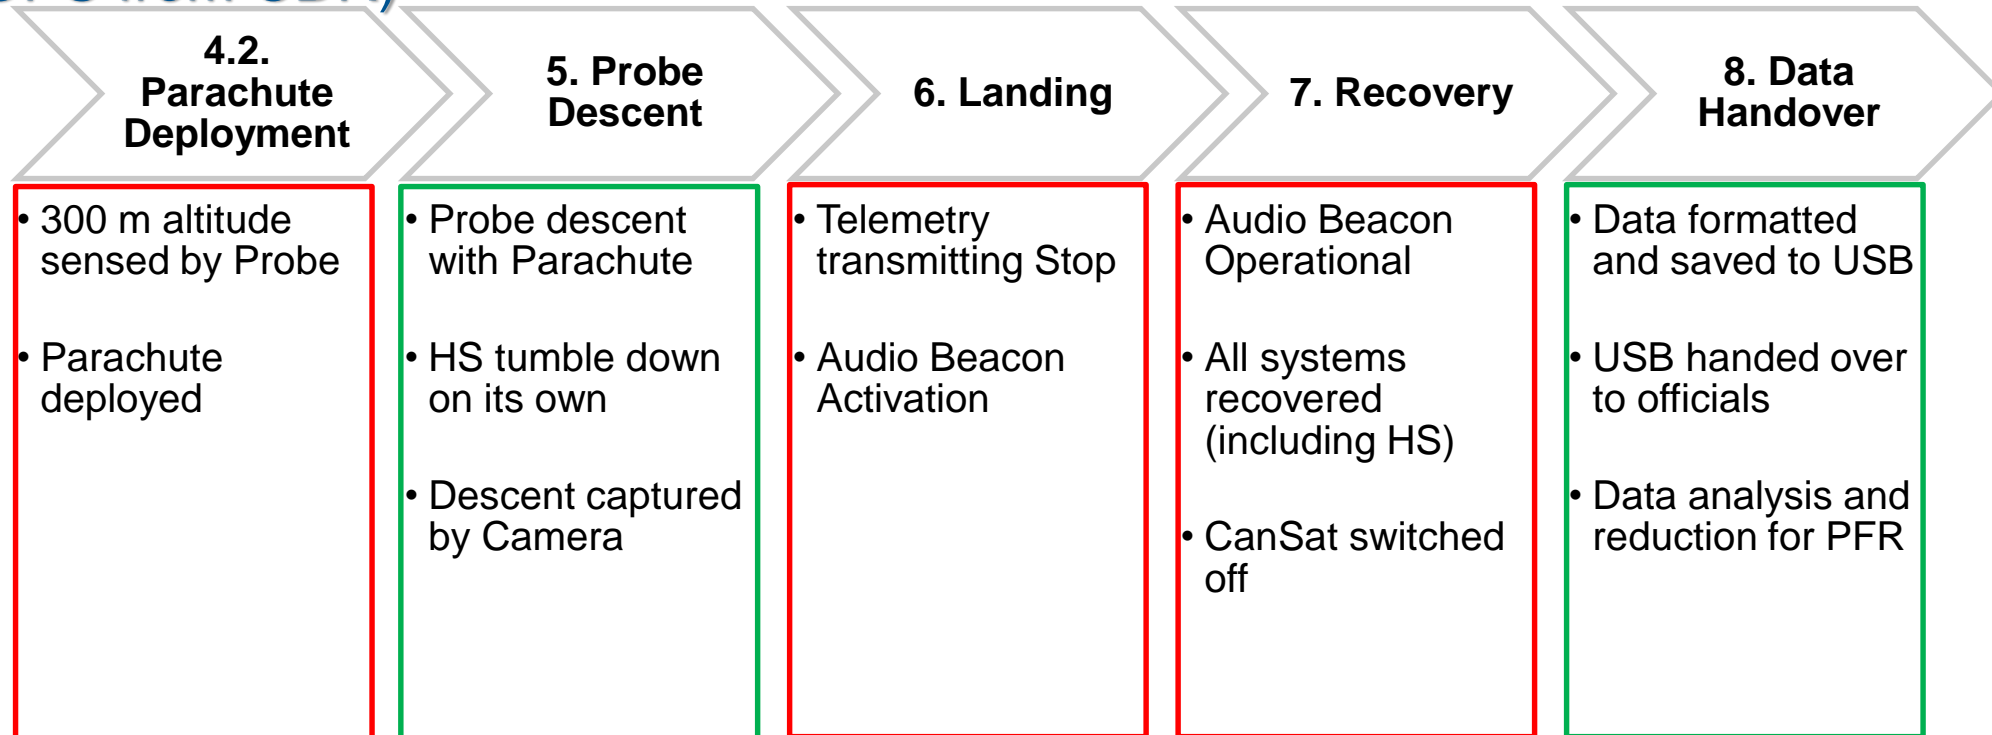 4.2.
Parachute
Deployment
5. Probe
Descent
6. Landing
7. Recovery
8. Data
Handover
• 300 m altitude
sensed by Probe
• Parachute
deployed
• Probe descent
with Parachute
• HS tumble down
on its own
• Descent captured
by Camera
• Telemetry
transmitting Stop
• Audio Beacon
Activation
• Audio Beacon
Operational
• All systems
recovered
(including HS)
• CanSat switched
off
• Data formatted
and saved to USB
• USB handed over
to officials
• Data analysis and
reduction for PFR